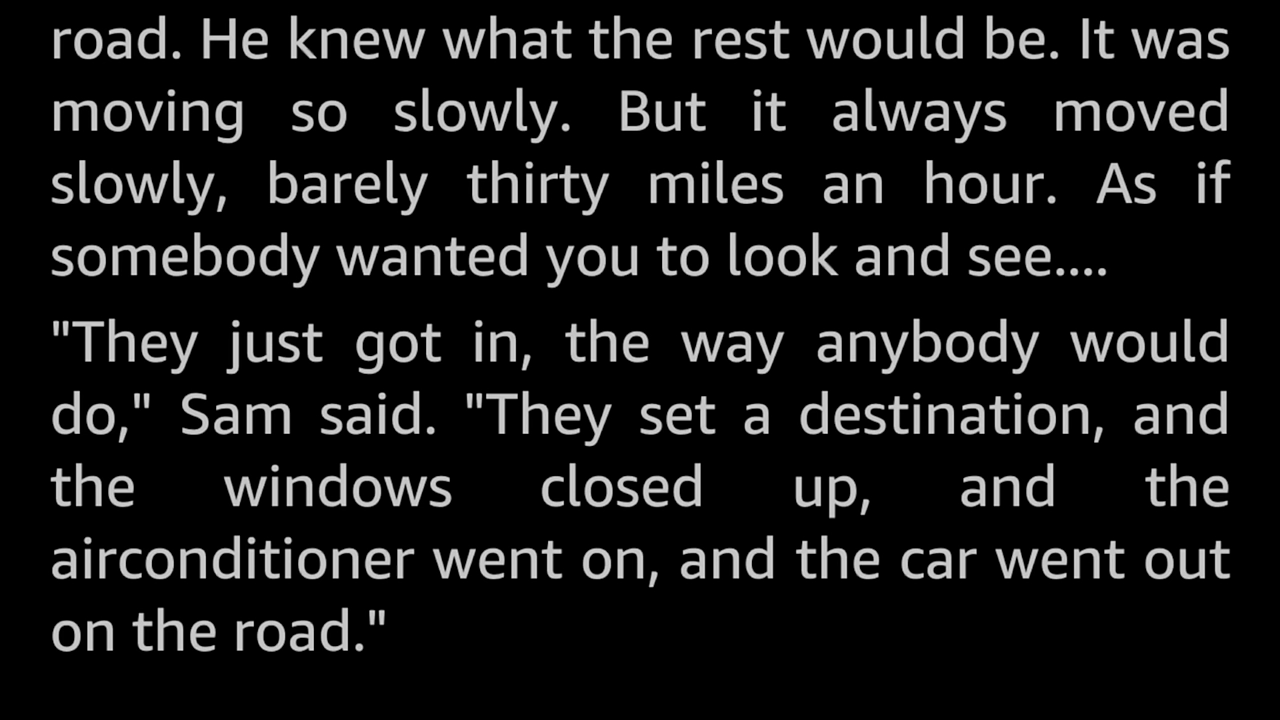 road. He knew what the rest would be. It was
moving so slowly. But it always moved
slowly, barely thirty miles an hour. As if
somebody wanted you to look and see....
"They just got in, the way anybody would
do," Sam said. "They set a destination, and
the windows closed up, and the
airconditioner went on, and the car went out
on the road."